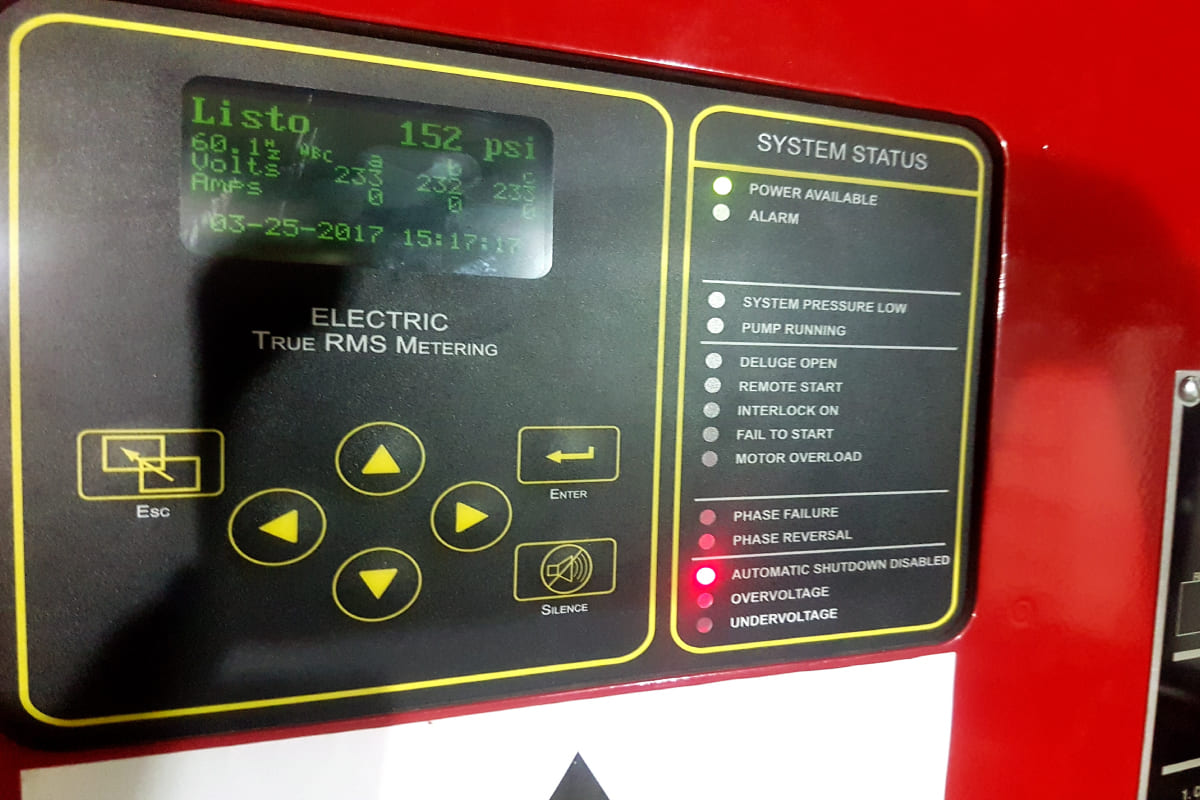 Listo 152 psi
60.1Hz ABC a b c
Volts 233 232 233
Amps 0 0 0
03-25-2017 15:17:17
ELECTRIC
TRUE RMS METERING
ESC
ENTER
SILENCE
SYSTEM STATUS
POWER AVAILABLE
ALARM
SYSTEM PRESSURE LOW
PUMP RUNNING
DELUGE OPEN
REMOTE START
INTERLOCK ON
FAIL TO START
MOTOR OVERLOAD
PHASE FAILURE
PHASE REVERSAL
AUTOMATIC SHUTDOWN DISABLED
OVERVOLTAGE
UNDERVOLTAGE